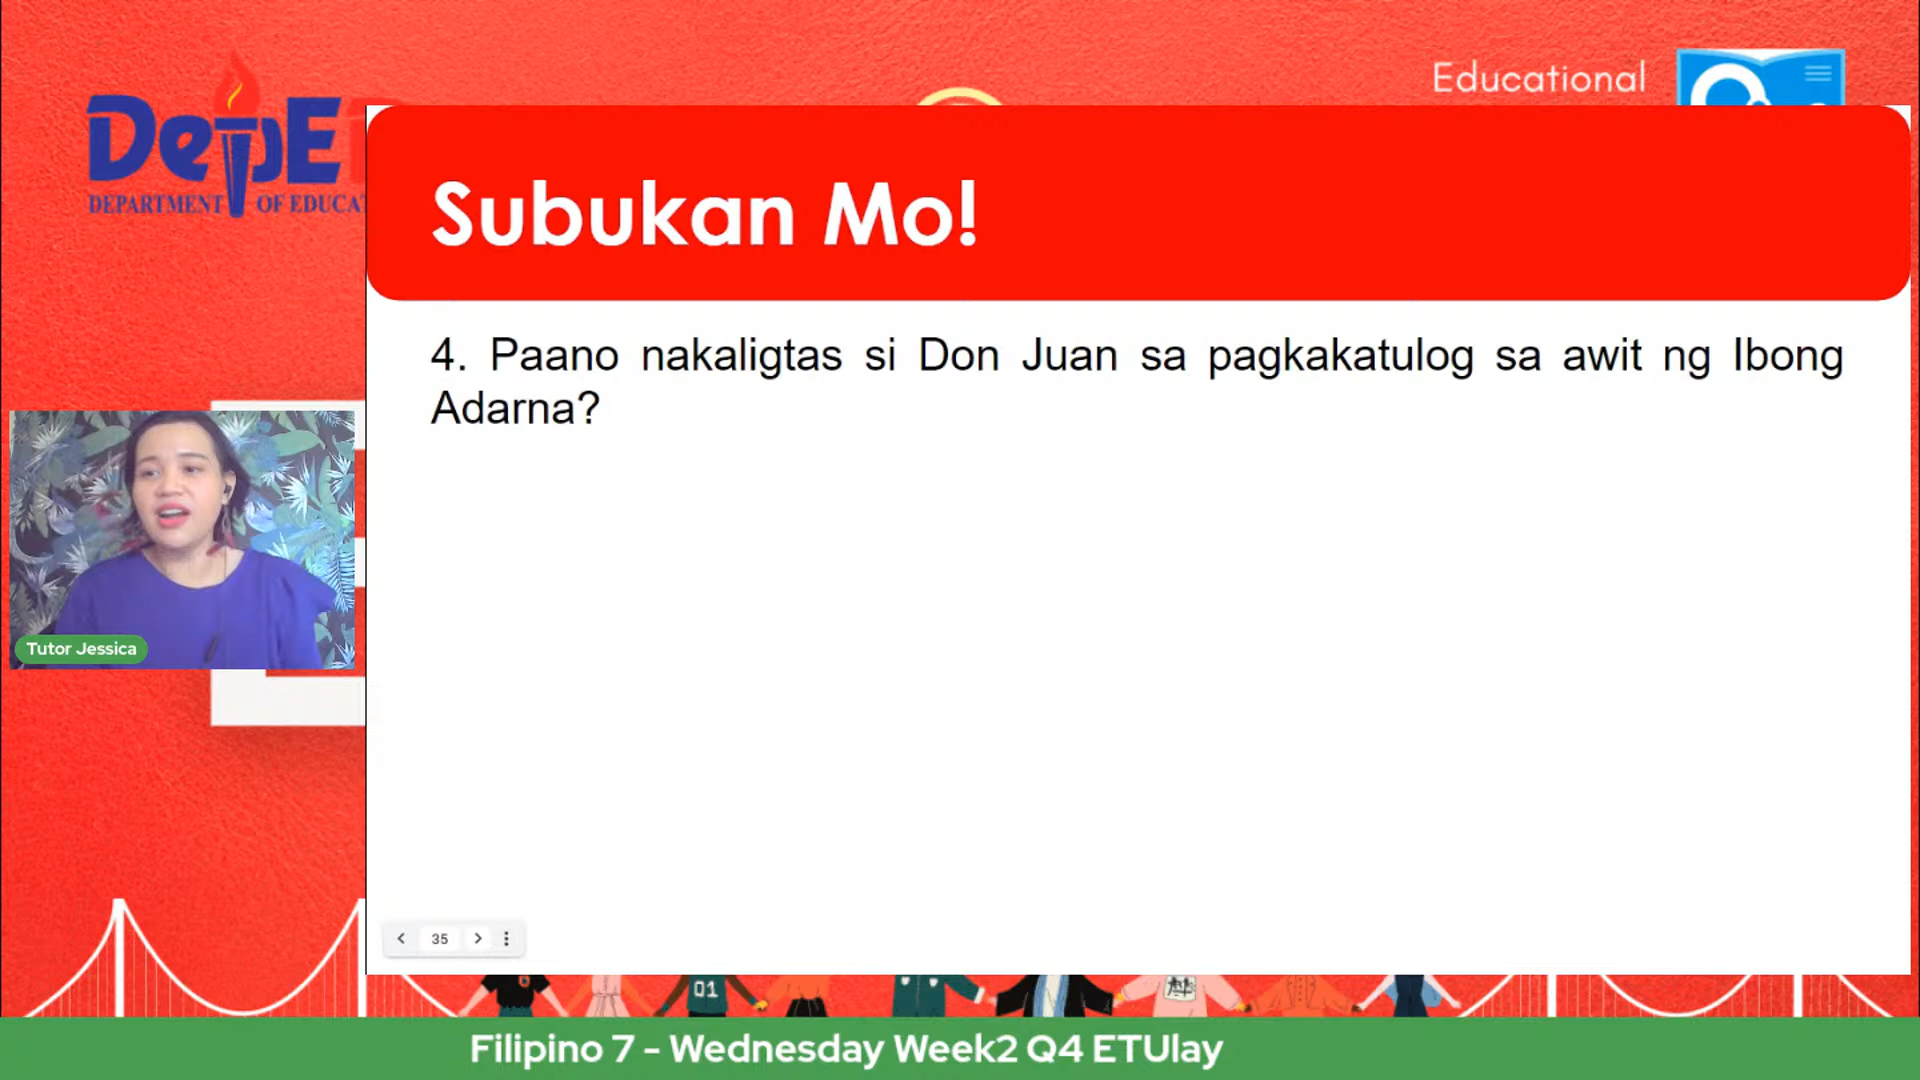 Educational
DepE
DEPARTMENT OF EDUCA
Subukan Mo!
4. Paano nakaligtas si Don Juan sa pagkakatulog sa awit ng Ibong
Adarna?
Tutor Jessica
35
01
Filipino 7 - Wednesday Week2 Q4 ETUlay